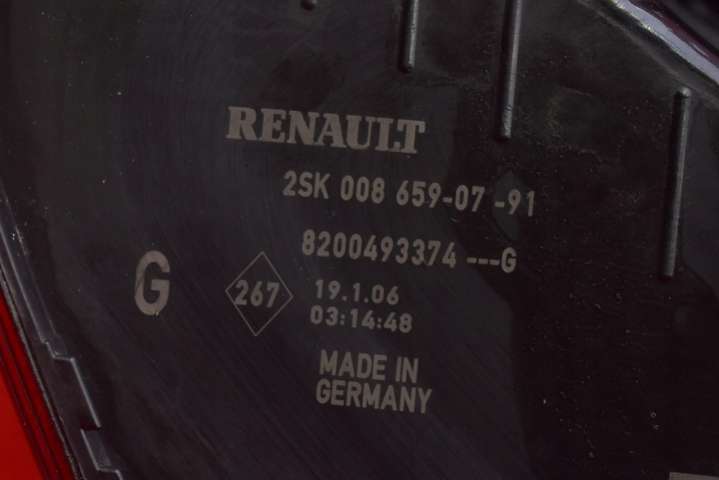 RENAULT
2SK 008 659-07 -91
8200493374 ---G
G
267
19.1.06
03:14:48
MADE IN
GERMANY